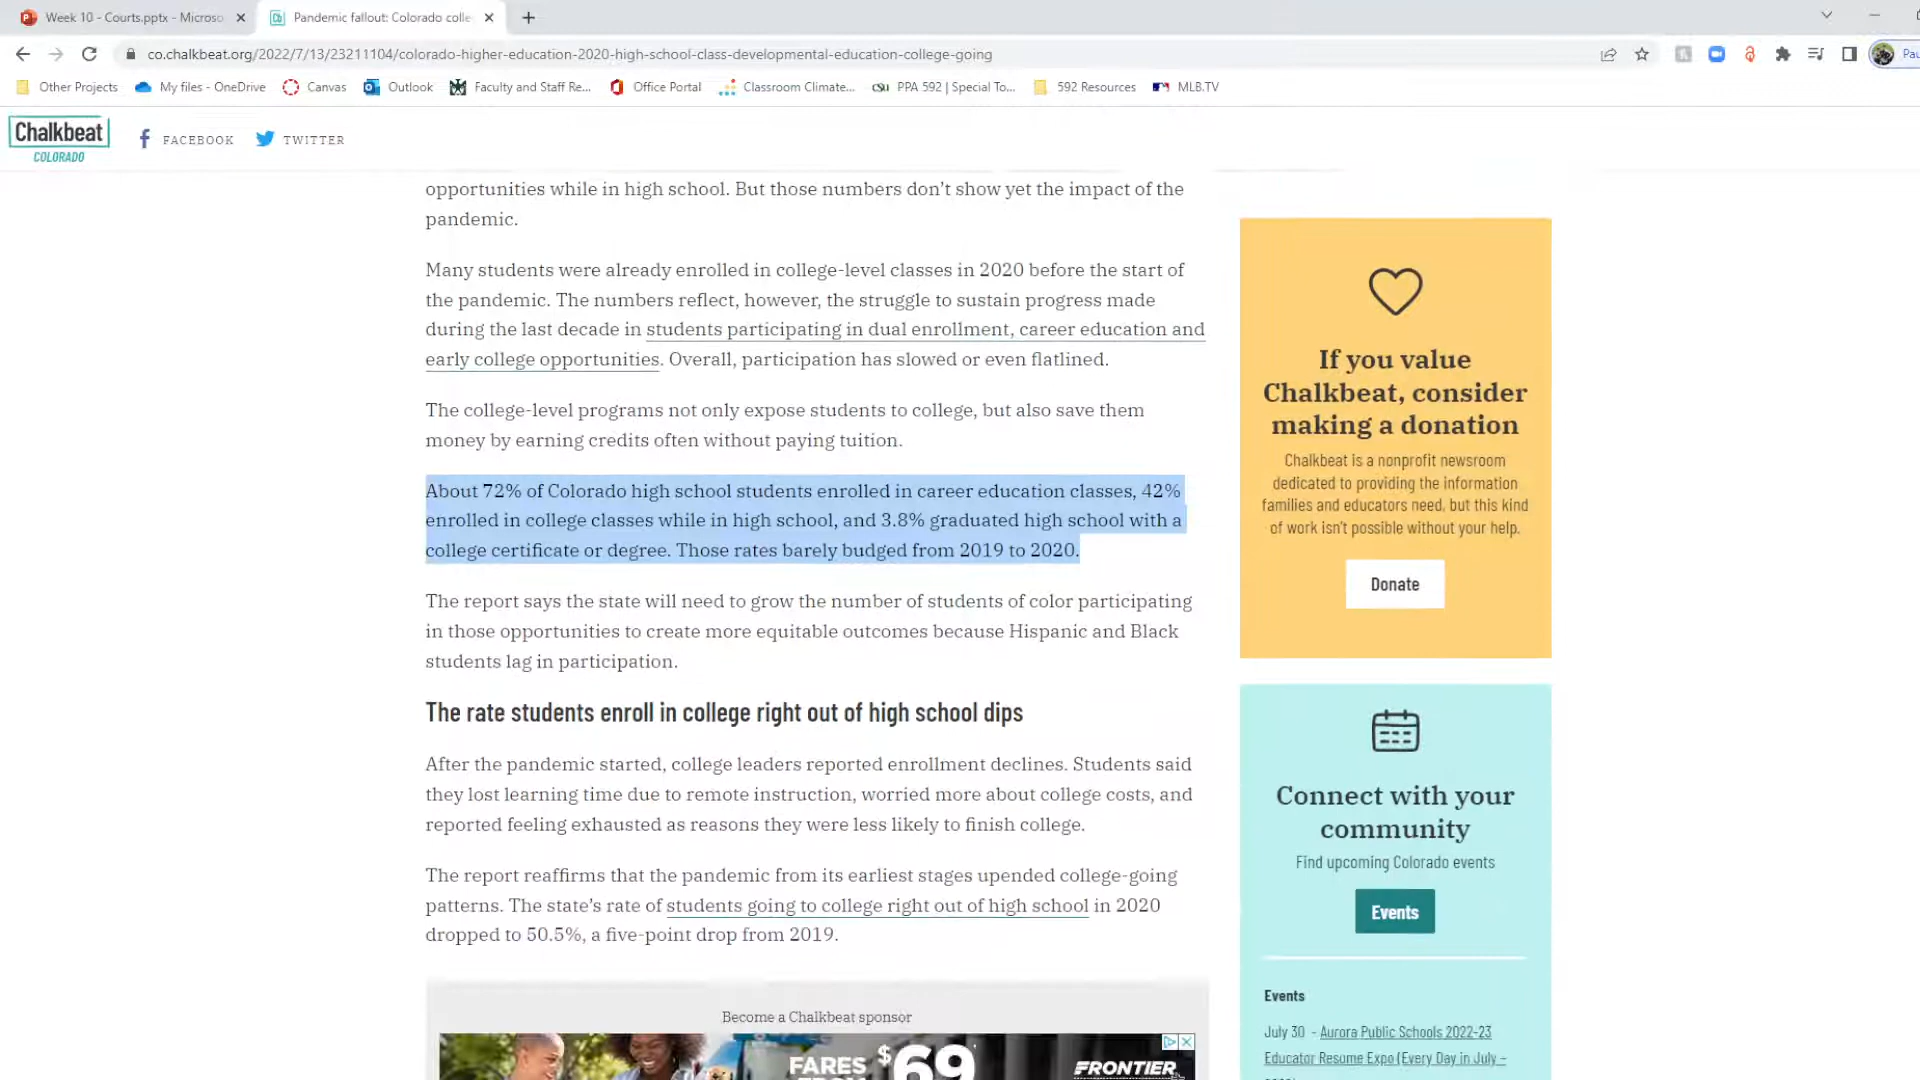 Week 10 - Courts.pptx - Microso
Pandemic fallout: Colorado colle
co.chalkbeat.org/2022/7/13/23211104/colorado-higher-education-2020-high-school-class-developmental-education-college-going
Pau
Other Projects
My files - OneDrive
Canvas
Outlook
Faculty and Staff Re...
Office Portal
Classroom Climate...
csu PPA 592 | Special To...
592 Resources
MLB.TV
Chalkbeat
COLORADO
FACEBOOK
TWITTER
opportunities while in high school. But those numbers don’t show yet the impact of the
pandemic.
Many students were already enrolled in college-level classes in 2020 before the start of
the pandemic. The numbers reflect, however, the struggle to sustain progress made
during the last decade in students participating in dual enrollment, career education and
early college opportunities. Overall, participation has slowed or even flatlined.
The college-level programs not only expose students to college, but also save them
money by earning credits often without paying tuition.
About 72% of Colorado high school students enrolled in career education classes, 42%
enrolled in college classes while in high school, and 3.8% graduated high school with a
college certificate or degree. Those rates barely budged from 2019 to 2020.
The report says the state will need to grow the number of students of color participating
in those opportunities to create more equitable outcomes because Hispanic and Black
students lag in participation.
The rate students enroll in college right out of high school dips
After the pandemic started, college leaders reported enrollment declines. Students said
they lost learning time due to remote instruction, worried more about college costs, and
reported feeling exhausted as reasons they were less likely to finish college.
The report reaffirms that the pandemic from its earliest stages upended college-going
patterns. The state’s rate of students going to college right out of high school in 2020
dropped to 50.5%, a five-point drop from 2019.
Become a Chalkbeat sponsor
FARES
$69
FRONTIER
If you value
Chalkbeat, consider
making a donation
Chalkbeat is a nonprofit newsroom
dedicated to providing the information
families and educators need, but this kind
of work isn’t possible without your help.
Donate
Connect with your
community
Find upcoming Colorado events
Events
Events
July 30 - Aurora Public Schools 2022-23
Educator Resume Expo (Every Day in July –